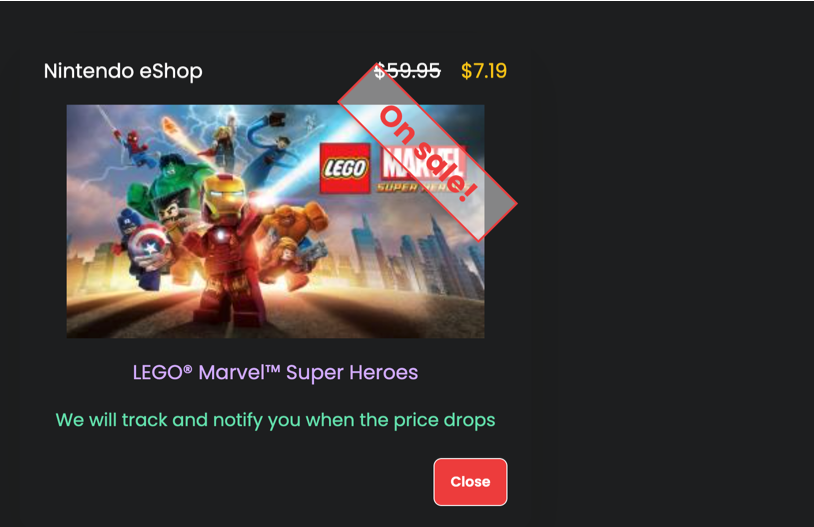 Nintendo eShop $59.95 $7.19
On sale!
LEGO MARVEL
SUPER HEROES
LEGO® Marvel™ Super Heroes
We will track and notify you when the price drops
Close